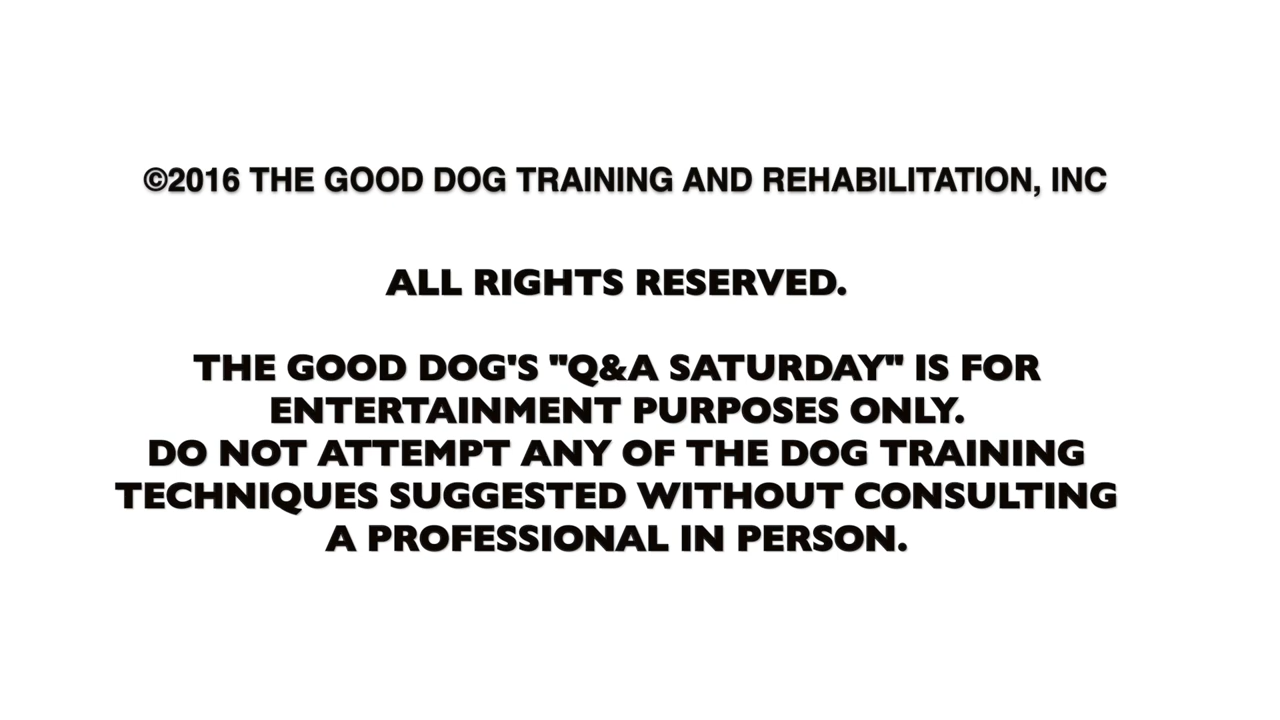 ©2016 THE GOOD DOG TRAINING AND REHABILITATION, INC
ALL RIGHTS RESERVED.
THE GOOD DOG'S "Q&A SATURDAY" IS FOR
ENTERTAINMENT PURPOSES ONLY.
DO NOT ATTEMPT ANY OF THE DOG TRAINING
TECHNIQUES SUGGESTED WITHOUT CONSULTING
A PROFESSIONAL IN PERSON.